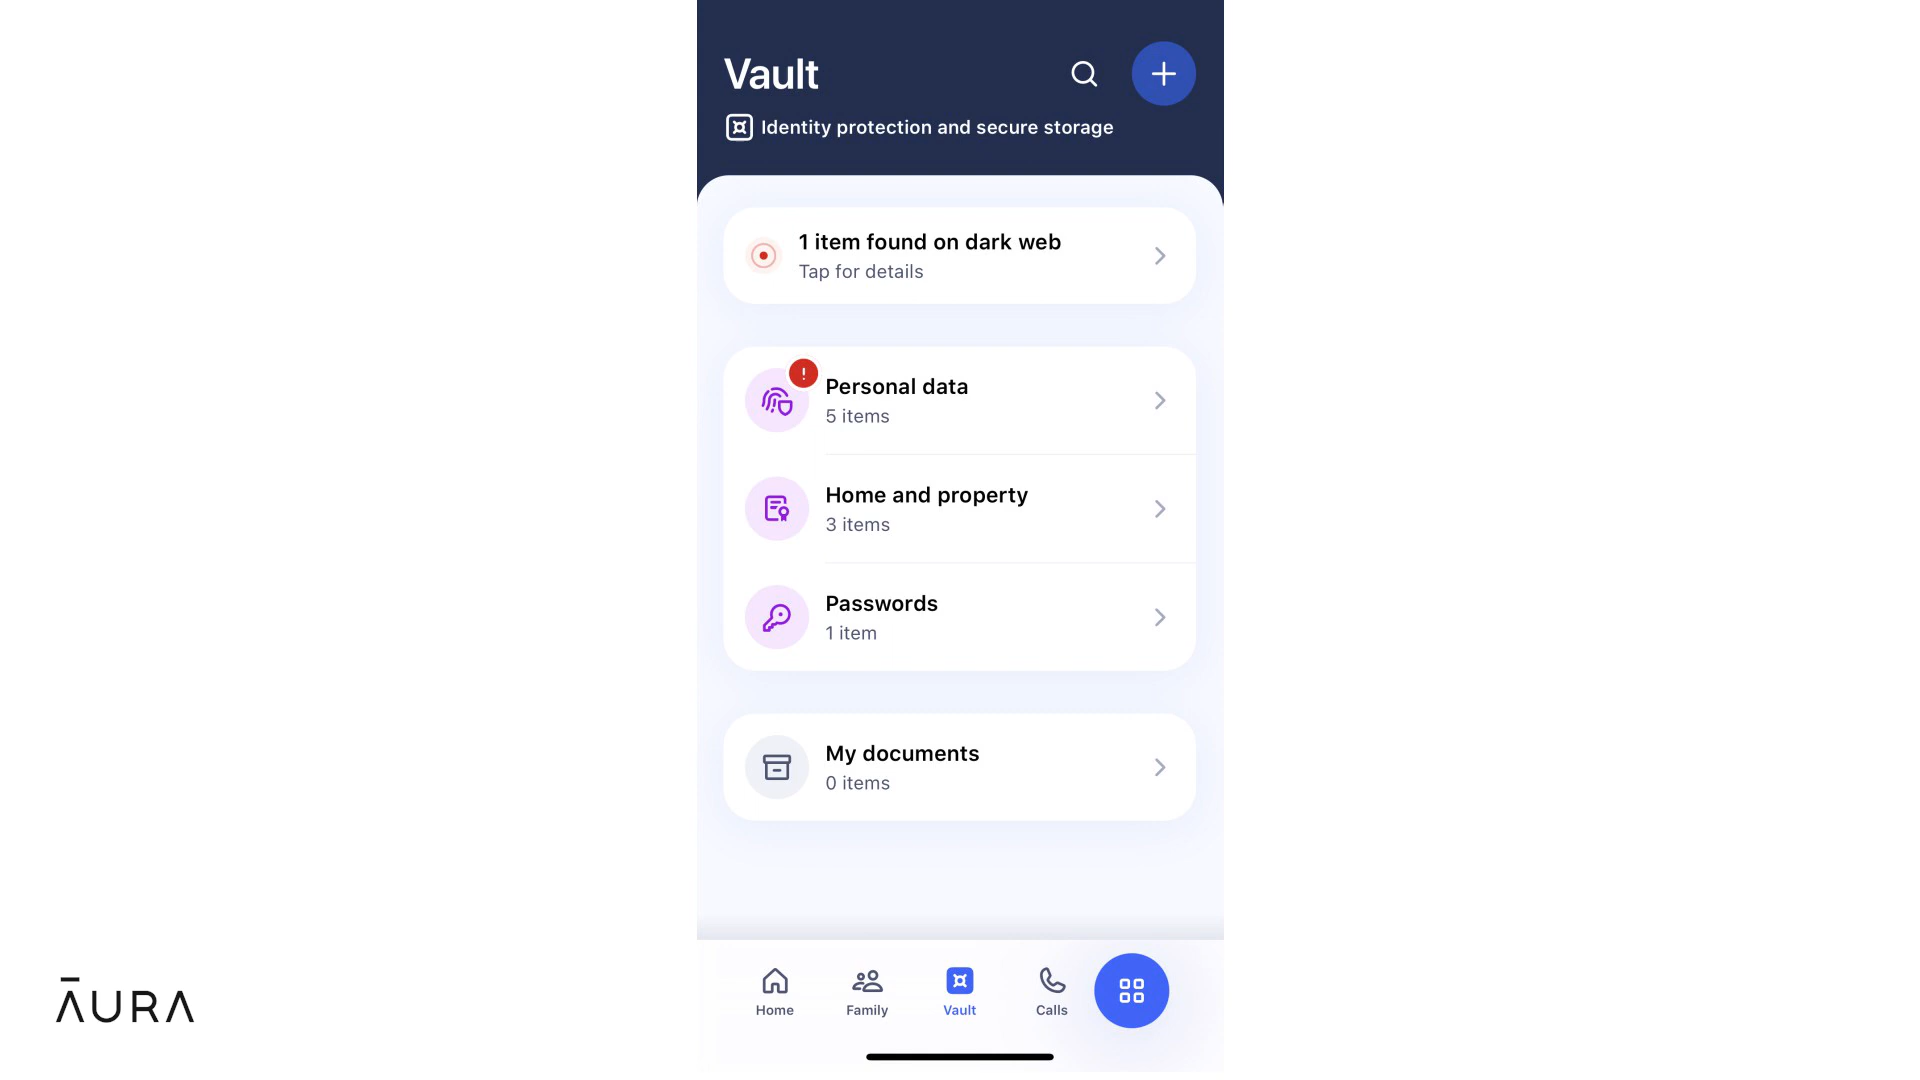 Vault
Identity protection and secure storage
1 item found on dark web
Tap for details
!
Personal data
5 items
Home and property
3 items
Passwords
1 item
My documents
0 items
Home
Family
Vault
Calls
ĀURA